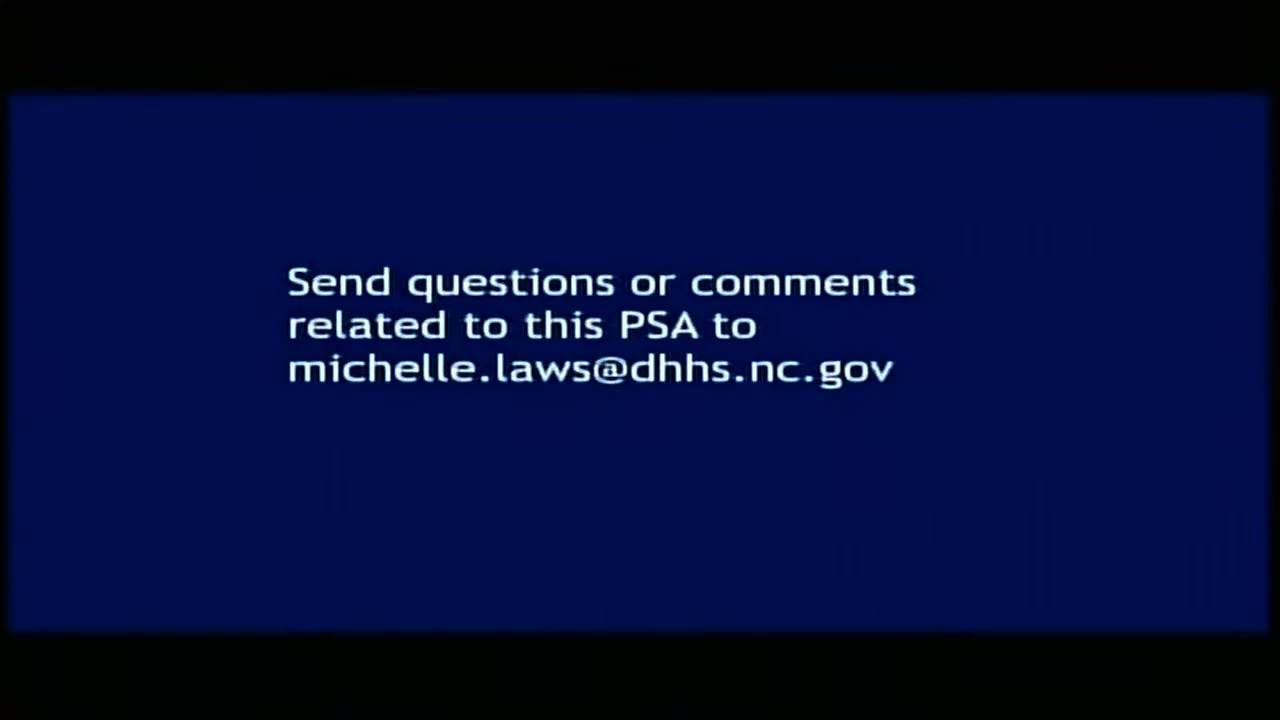 Send questions or comments
related to this PSA to
michelle.laws@dhhs.nc.gov